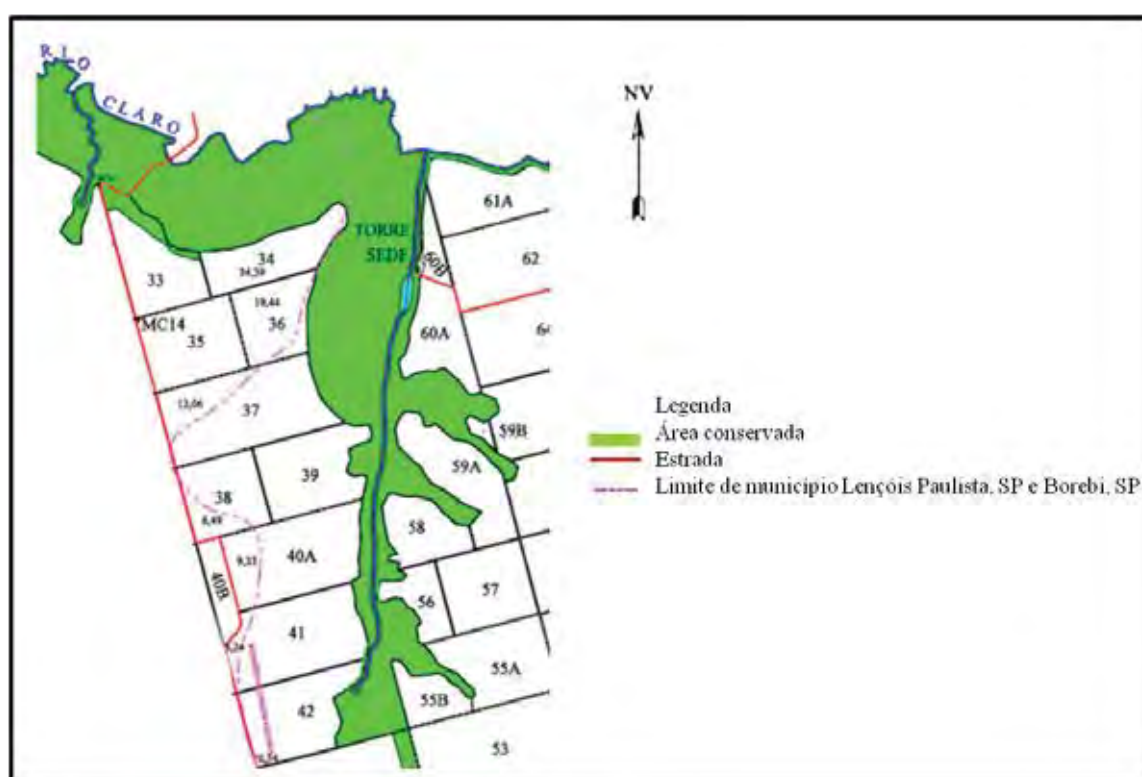 RIO
CLARO
NV
61A
TORRE
SEDE
60B
62
34
34,59
33
MC14
19,44
36
35
60A
13,06
37
59B
59A
39
38
8,49
58
9,33
40A
40B
57
56
41
55A
55B
42
53
Legenda
Área conservada
Estrada
Limite de município Lençóis Paulista, SP e Borebi, SP